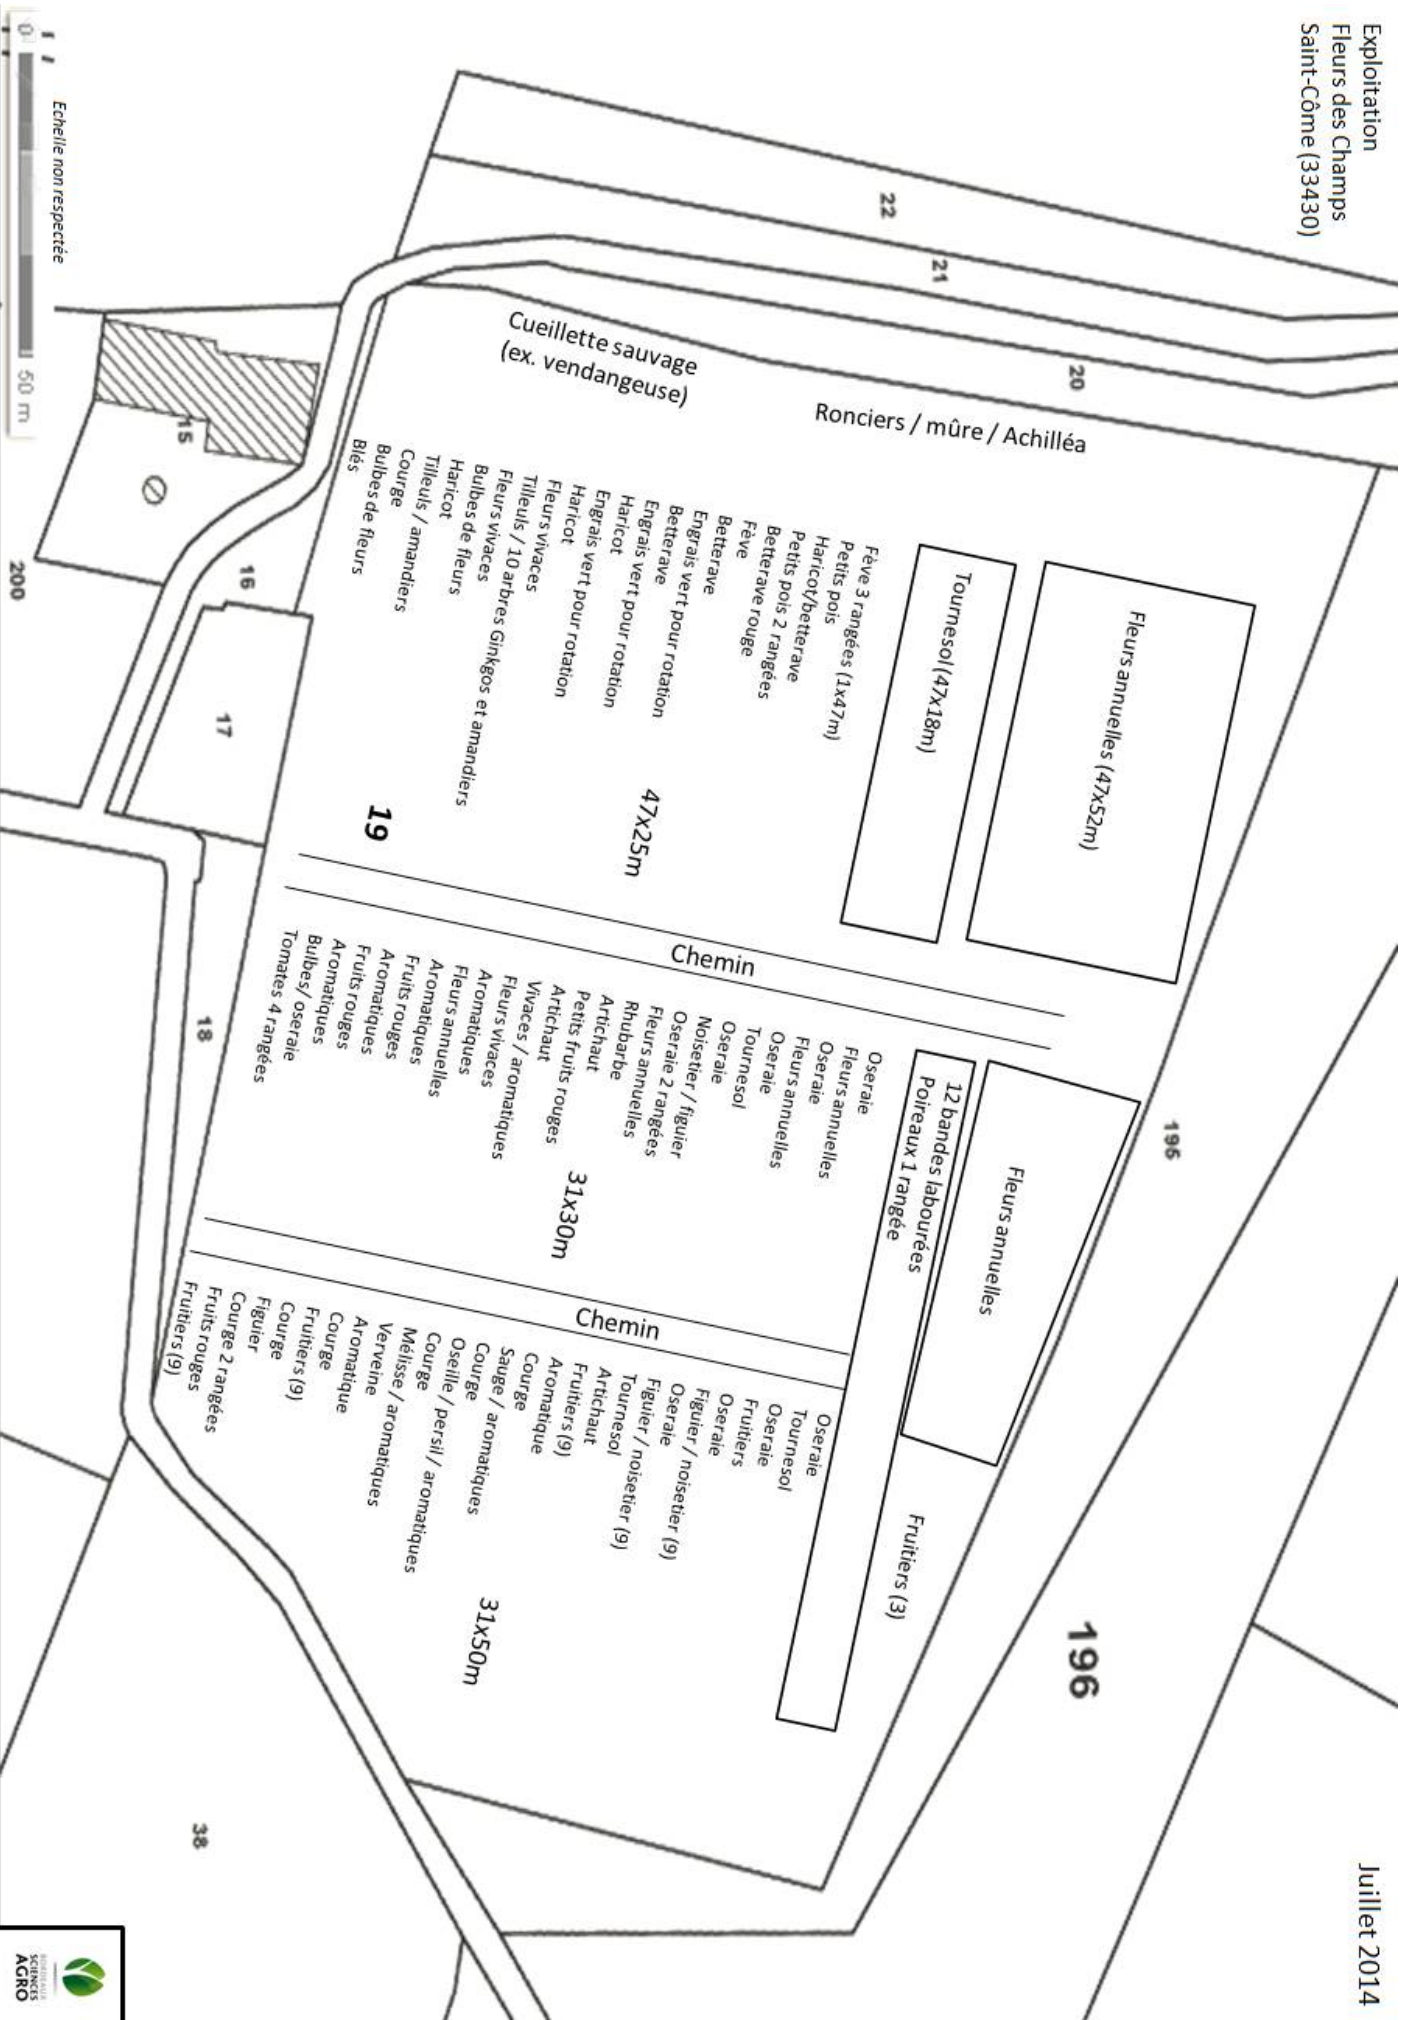 Exploitation
Fleurs des Champs
Saint-Côme (33430)
Juillet 2014
22
21
20
Cueillette sauvage
(ex. vendangeuse)
Ronciers / mûre / Achilléa
Fleurs annuelles (47x52m)
Tournesol (47x18m)
Fève 3 rangées (1x47m)
Petits pois
Haricot/betterave
Petits pois 2 rangées
Betterave rouge
Fève
Betterave
Engrais vert pour rotation
Betterave
Engrais vert pour rotation
Haricot
Engrais vert pour rotation
Haricot
Fleurs vivaces
Tilleuls / 10 arbres Ginkgos et amandiers
Fleurs vivaces
Bulbes de fleurs
Haricot
Tilleuls / amandiers
Courge
Bulbes de fleurs
Blés
47x25m
19
Chemin
195
Fleurs annuelles
12 bandes labourées
Poireaux 1 rangée
Oseraie
Fleurs annuelles
Oseraie
Fleurs annuelles
Oseraie
Tournesol
Oseraie
Noisetier / figuier
Oseraie 2 rangées
Fleurs annuelles
Rhubarbe
Artichaut
Petits fruits rouges
Artichaut
Vivaces / aromatiques
Fleurs vivaces
Aromatiques
Fleurs annuelles
Aromatiques
Fruits rouges
Aromatiques
Fruits rouges
Aromatiques
Bulbes/ oseraie
Tomates 4 rangées
31x30m
Chemin
Fruitiers (3)
196
Oseraie
Tournesol
Oseraie
Fruitiers
Oseraie
Figuier / noisetier (9)
Oseraie
Figuier / noisetier (9)
Tournesol
Artichaut
Fruitiers (9)
Aromatique
Courge
Sauge / aromatiques
Courge
Oseille / persil / aromatiques
Courge
Mélisse / aromatiques
Verveine
Aromatique
Courge
Fruitiers (9)
Courge
Figuier
Courge 2 rangées
Fruits rouges
Fruitiers (9)
31x50m
15
16
17
18
200
38
Echelle non respectée
0
50 m
BORDEAUX
SCIENCES
AGRO